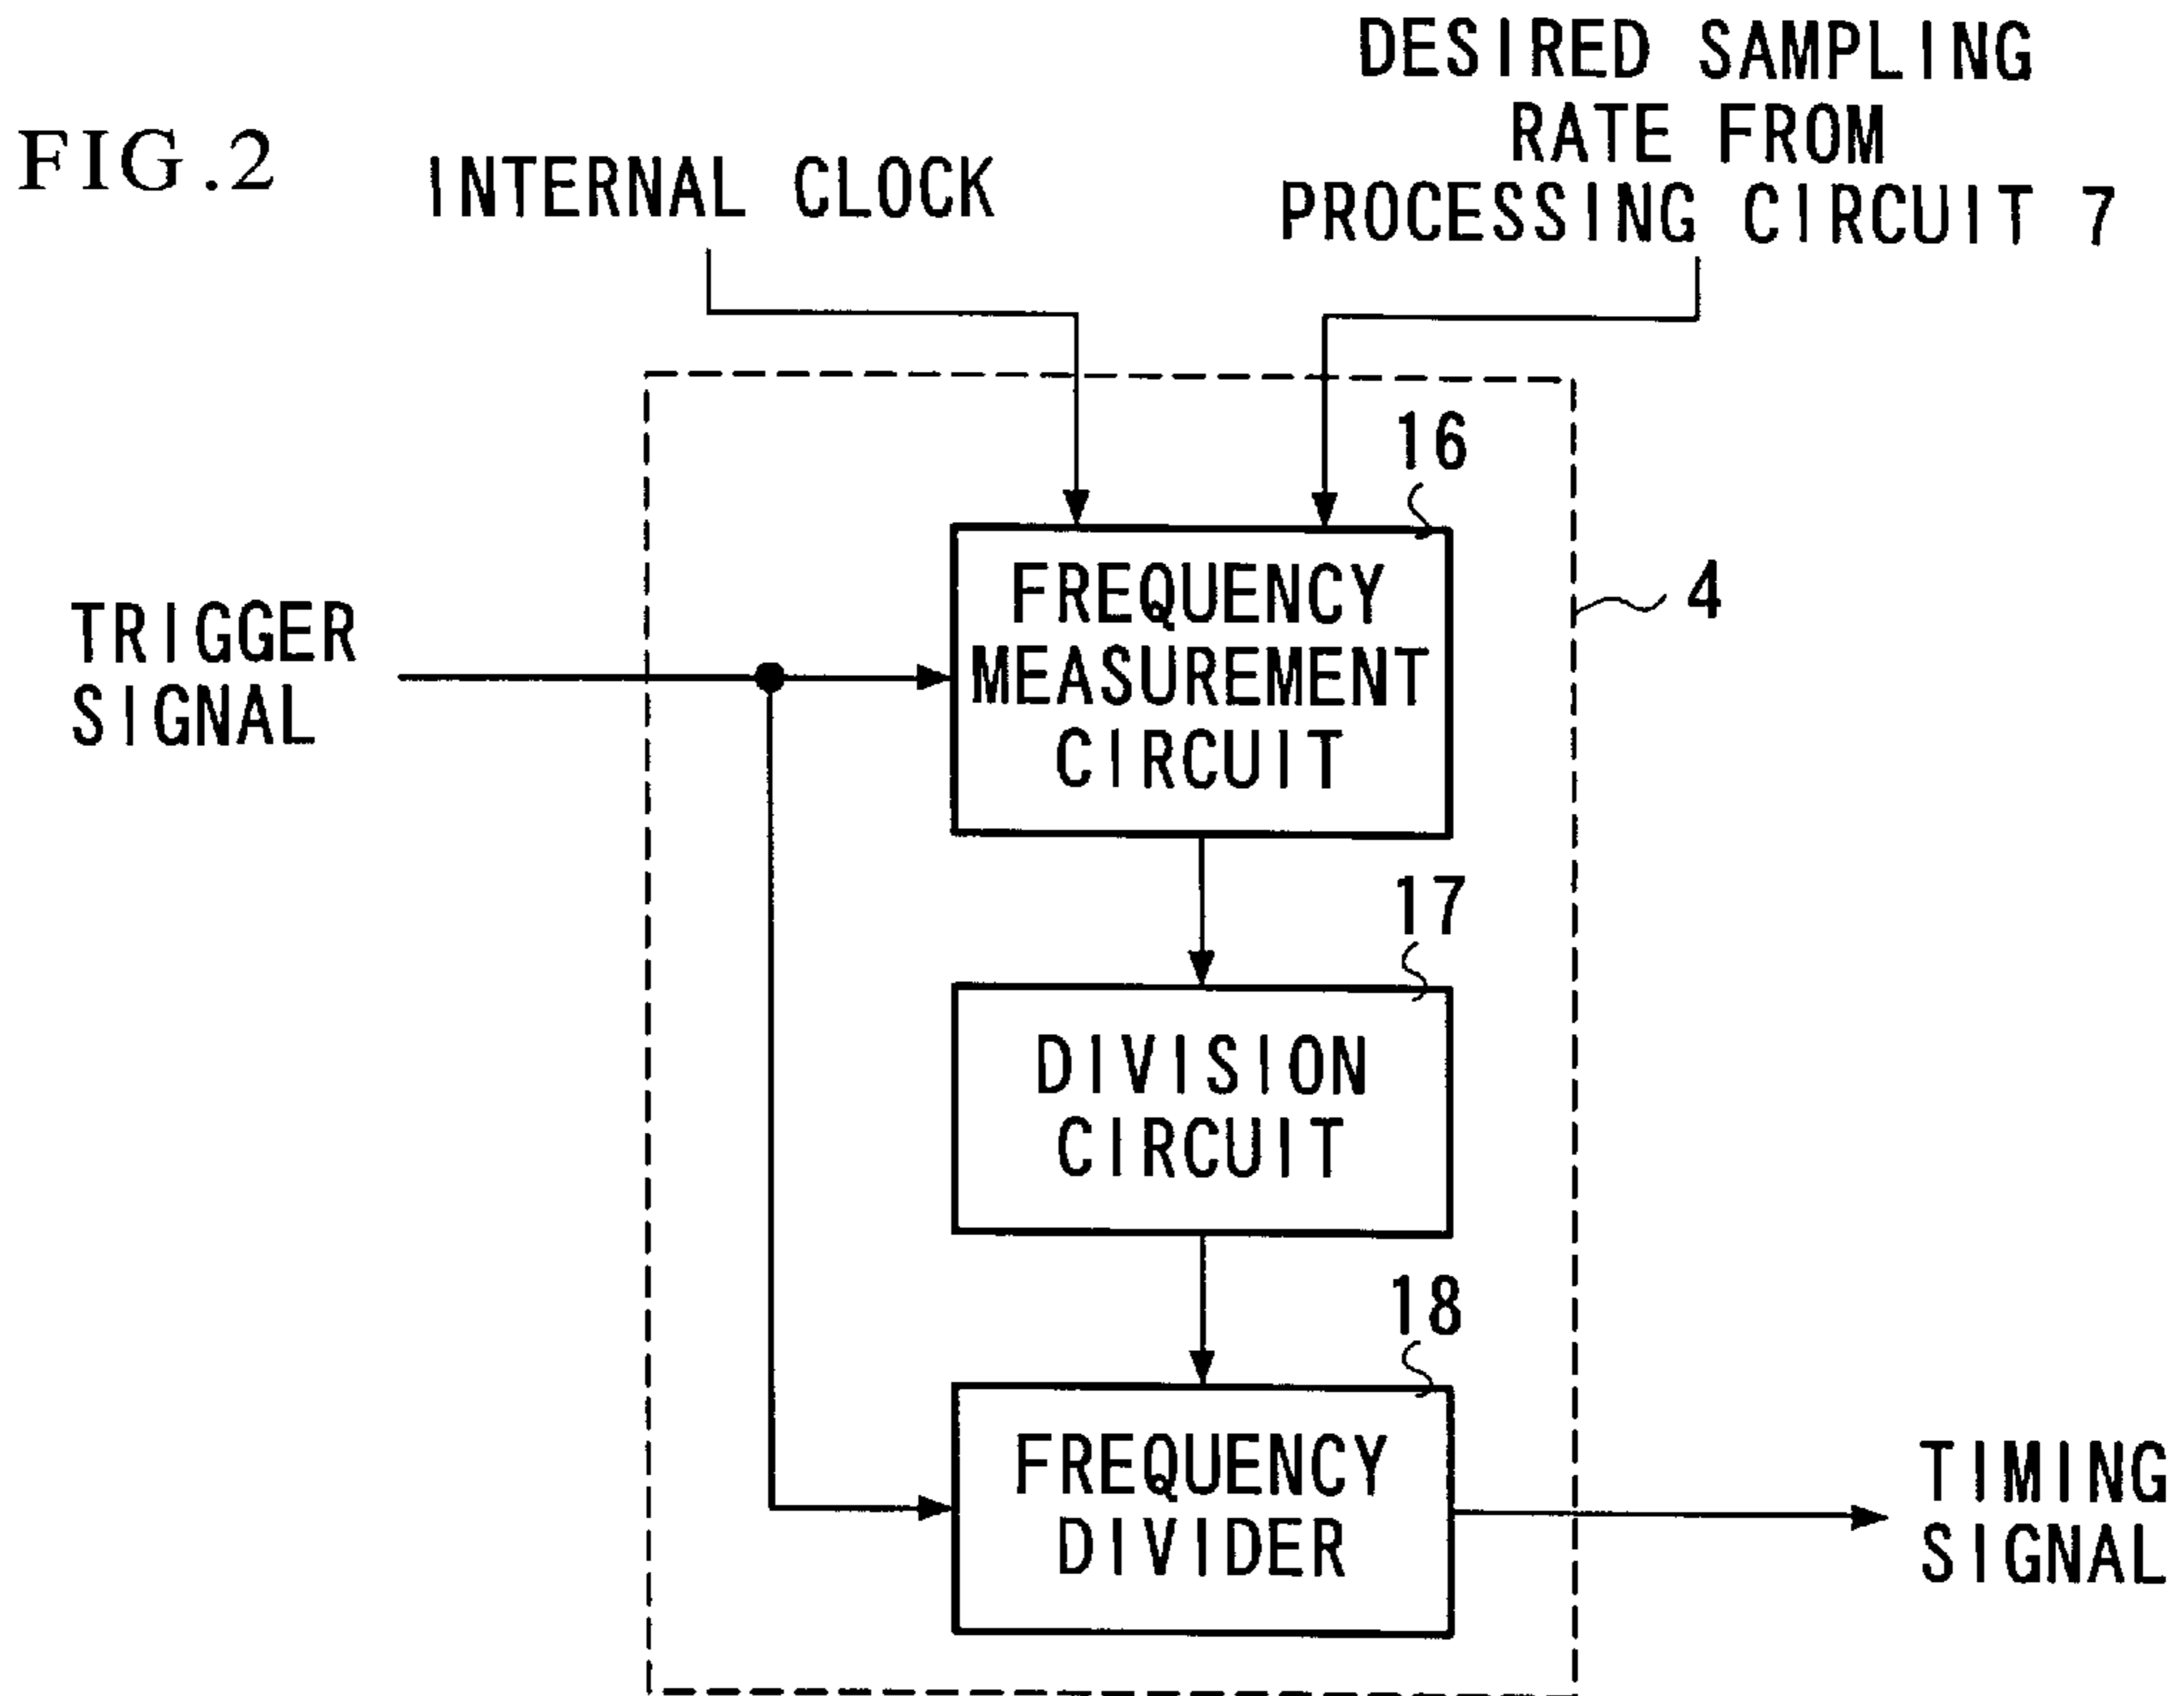 FIG.2
INTERNAL CLOCK
DESIRED SAMPLING
RATE FROM
PROCESSING CIRCUIT 7
16
FREQUENCY
MEASUREMENT
CIRCUIT
4
TRIGGER
SIGNAL
17
DIVISION
CIRCUIT
18
FREQUENCY
DIVIDER
TIMING
SIGNAL